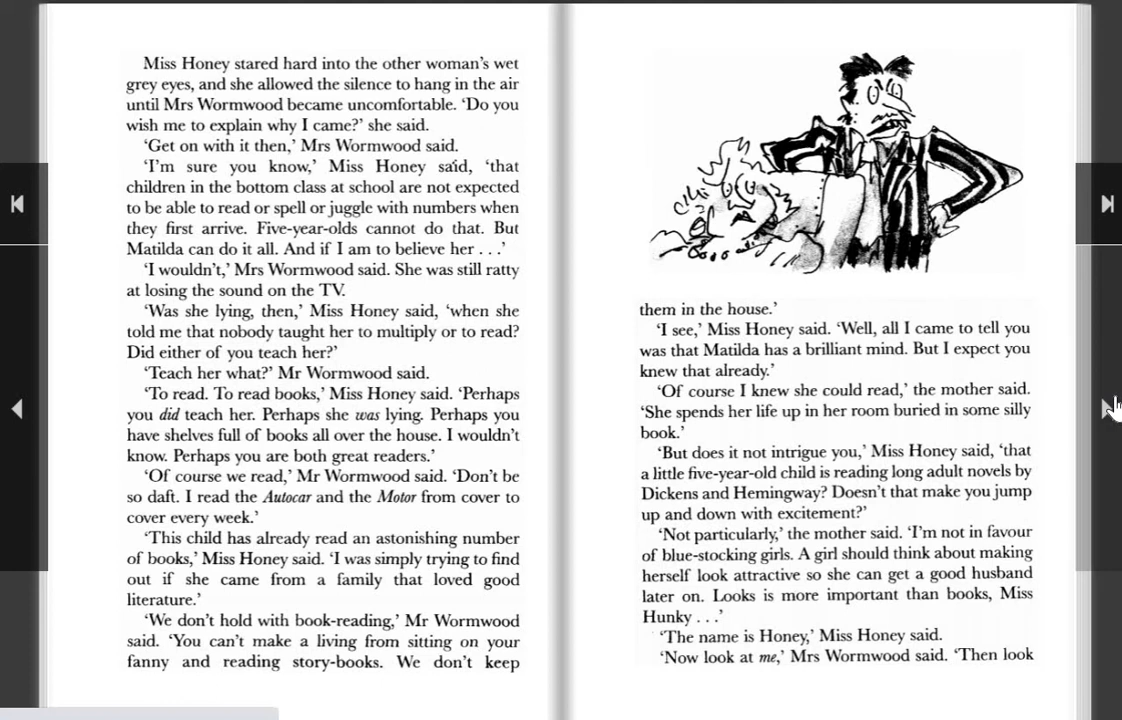 Miss Honey stared hard into the other woman's wet
grey eyes, and she allowed the silence to hang in the air
until Mrs Wormwood became uncomfortable. 'Do you
wish me to explain why I came?' she said.
'Get on with it then,' Mrs Wormwood said.
'I'm sure you know,' Miss Honey said, 'that
children in the bottom class at school are not expected
to be able to read or spell or juggle with numbers when
they first arrive. Five-year-olds cannot do that. But
Matilda can do it all. And if I am to believe her . . .'
'I wouldn't,' Mrs Wormwood said. She was still ratty
at losing the sound on the TV.
'Was she lying, then,' Miss Honey said, 'when she
told me that nobody taught her to multiply or to read?
Did either of you teach her?'
'Teach her what?' Mr Wormwood said.
'To read. To read books,' Miss Honey said. 'Perhaps
you did teach her. Perhaps she was lying. Perhaps you
have shelves full of books all over the house. I wouldn't
know. Perhaps you are both great readers.'
'Of course we read,' Mr Wormwood said. 'Don't be
so daft. I read the Autocar and the Motor from cover to
cover every week.'
'This child has already read an astonishing number
of books,' Miss Honey said. 'I was simply trying to find
out if she came from a family that loved good
literature.'
'We don't hold with book-reading,' Mr Wormwood
said. 'You can't make a living from sitting on your
fanny and reading story-books. We don't keep
them in the house.'
'I see,' Miss Honey said. 'Well, all I came to tell you
was that Matilda has a brilliant mind. But I expect you
knew that already.'
'Of course I knew she could read,' the mother said.
'She spends her life up in her room buried in some silly
book.'
'But does it not intrigue you,' Miss Honey said, 'that
a little five-year-old child is reading long adult novels by
Dickens and Hemingway? Doesn't that make you jump
up and down with excitement?'
'Not particularly,' the mother said. 'I'm not in favour
of blue-stocking girls. A girl should think about making
herself look attractive so she can get a good husband
later on. Looks is more important than books, Miss
Hunky . . .'
'The name is Honey,' Miss Honey said.
'Now look at me,' Mrs Wormwood said. 'Then look